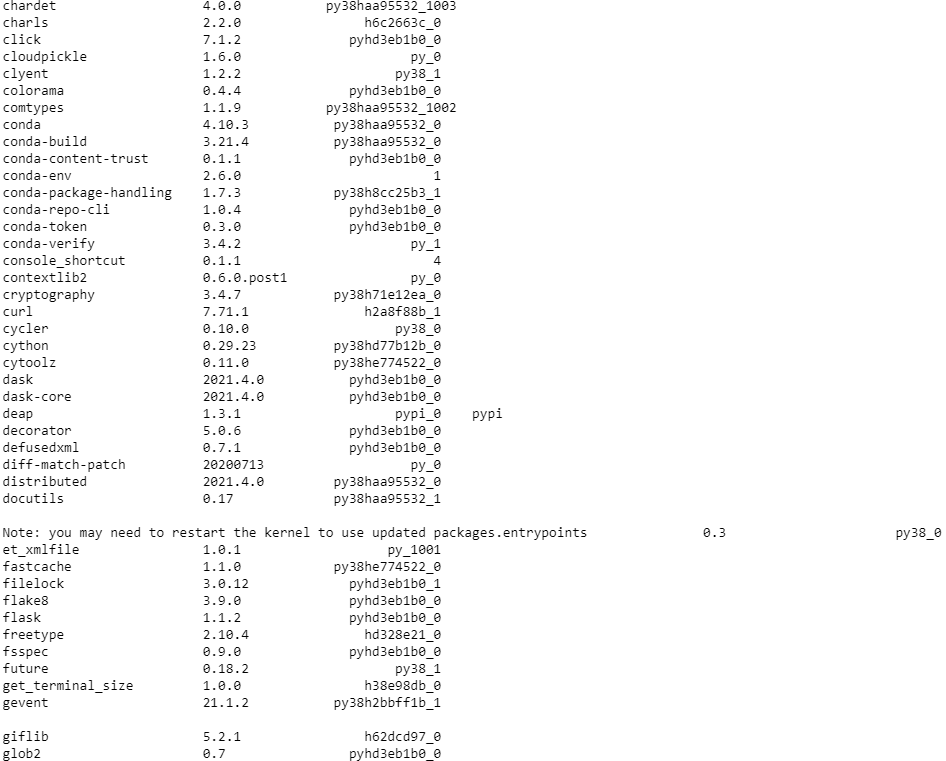 chardet 4.0.0 py38haa95532_1003
charls 2.2.0 h6c2663c_0
click 7.1.2 pyhd3eb1b0_0
cloudpickle 1.6.0 py_0
clyent 1.2.2 py38_1
colorama 0.4.4 pyhd3eb1b0_0
comtypes 1.1.9 py38haa95532_1002
conda 4.10.3 py38haa95532_0
conda-build 3.21.4 py38haa95532_0
conda-content-trust 0.1.1 pyhd3eb1b0_0
conda-env 2.6.0 1
conda-package-handling 1.7.3 py38h8cc25b3_1
conda-repo-cli 1.0.4 pyhd3eb1b0_0
conda-token 0.3.0 pyhd3eb1b0_0
conda-verify 3.4.2 py_1
console_shortcut 0.1.1 4
contextlib2 0.6.0.post1 py_0
cryptography 3.4.7 py38h71e12ea_0
curl 7.71.1 h2a8f88b_1
cycler 0.10.0 py38_0
cython 0.29.23 py38hd77b12b_0
cytoolz 0.11.0 py38he774522_0
dask 2021.4.0 pyhd3eb1b0_0
dask-core 2021.4.0 pyhd3eb1b0_0
deap 1.3.1 pypi_0 pypi
decorator 5.0.6 pyhd3eb1b0_0
defusedxml 0.7.1 pyhd3eb1b0_0
diff-match-patch 20200713 py_0
distributed 2021.4.0 py38haa95532_0
docutils 0.17 py38haa95532_1
Note: you may need to restart the kernel to use updated packages.entrypoints 0.3 py38_0
et_xmlfile 1.0.1 py_1001
fastcache 1.1.0 py38he774522_0
filelock 3.0.12 pyhd3eb1b0_1
flake8 3.9.0 pyhd3eb1b0_0
flask 1.1.2 pyhd3eb1b0_0
freetype 2.10.4 hd328e21_0
fsspec 0.9.0 pyhd3eb1b0_0
future 0.18.2 py38_1
get_terminal_size 1.0.0 h38e98db_0
gevent 21.1.2 py38h2bbff1b_1
giflib 5.2.1 h62dcd97_0
glob2 0.7 pyhd3eb1b0_0